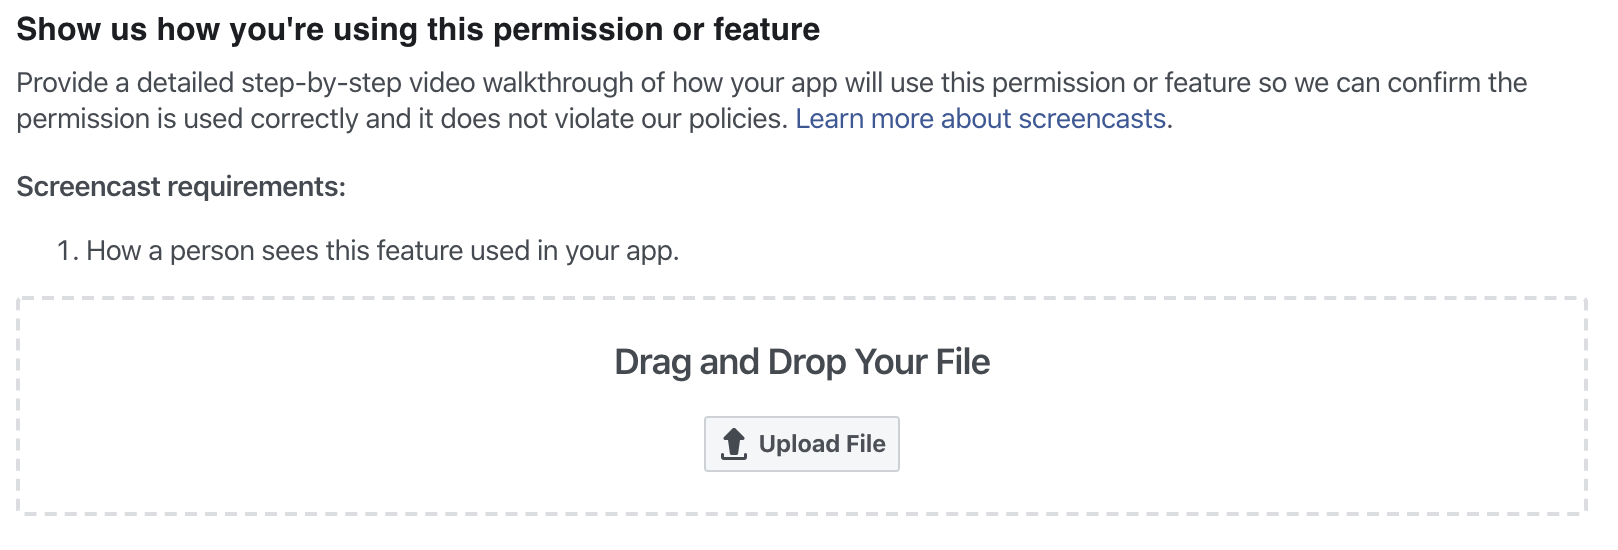 Show us how you're using this permission or feature
Provide a detailed step-by-step video walkthrough of how your app will use this permission or feature so we can confirm the
permission is used correctly and it does not violate our policies. Learn more about screencasts.
Screencast requirements:
1. How a person sees this feature used in your app.
Drag and Drop Your File
Upload File